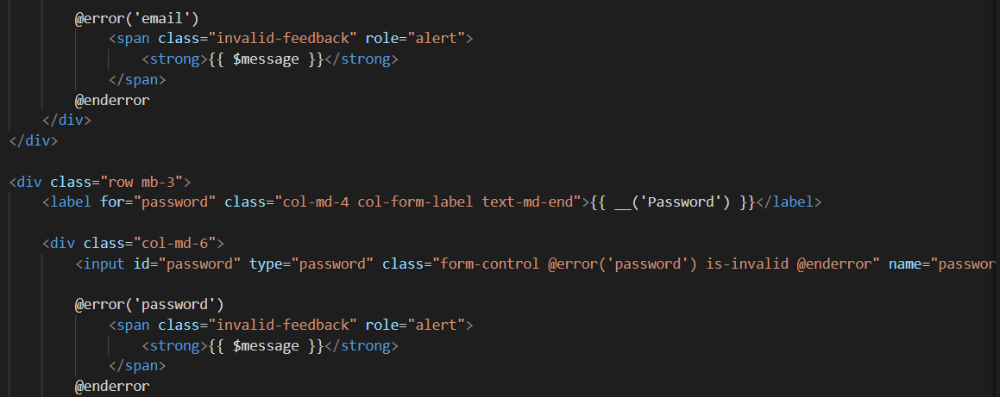 @error('email')
<span class="invalid-feedback" role="alert">
<strong>{{ $message }}</strong>
</span>
@enderror
</div>
</div>
<div class="row mb-3">
<label for="password" class="col-md-4 col-form-label text-md-end">{{ __('Password') }}</label>
<div class="col-md-6">
<input id="password" type="password" class="form-control @error('password') is-invalid @enderror" name="passwor
@error('password')
<span class="invalid-feedback" role="alert">
<strong>{{ $message }}</strong>
</span>
@enderror